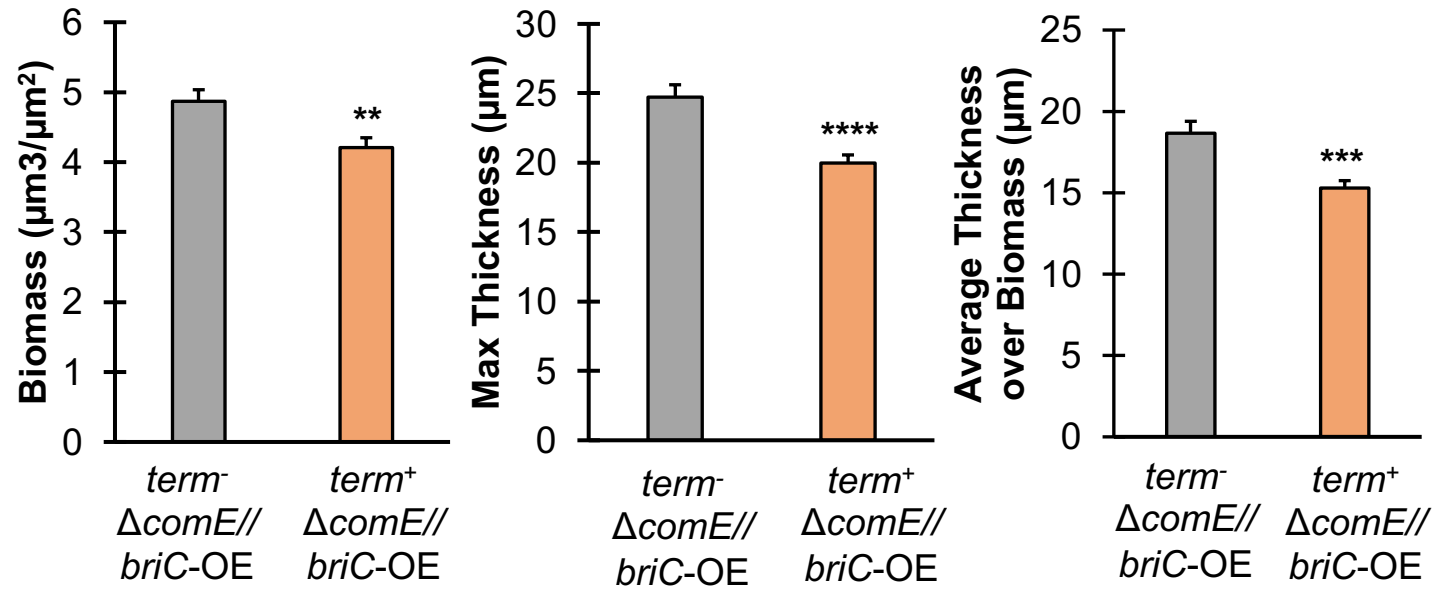 Biomass (µm3/µm²)
6
5
4
3
2
1
0
**
term⁻
ΔcomE//
briC-OE
term⁺
ΔcomE//
briC-OE
Max Thickness (µm)
30
25
20
15
10
5
0
****
term⁻
ΔcomE//
briC-OE
term⁺
ΔcomE//
briC-OE
Average Thickness
over Biomass (µm)
25
20
15
10
5
0
***
term⁻
ΔcomE//
briC-OE
term⁺
ΔcomE//
briC-OE